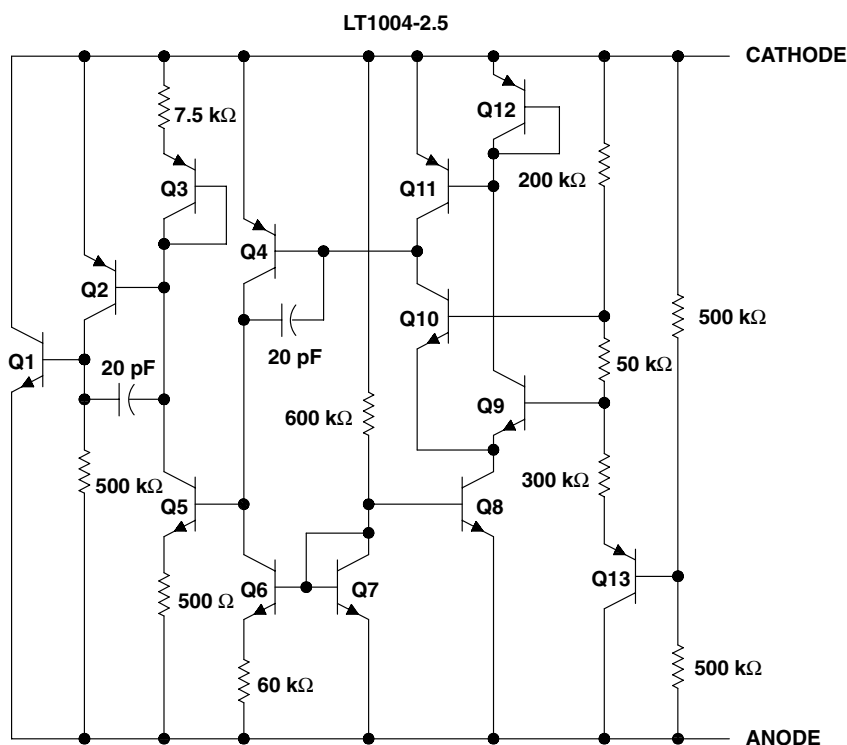 LT1004-2.5
CATHODE
7.5 kΩ
Q12
Q3
Q11
200 kΩ
Q4
Q2
Q10
500 kΩ
Q1
20 pF
20 pF
50 kΩ
Q9
600 kΩ
500 kΩ
300 kΩ
Q5
Q8
Q6
Q7
Q13
500 Ω
60 kΩ
500 kΩ
ANODE